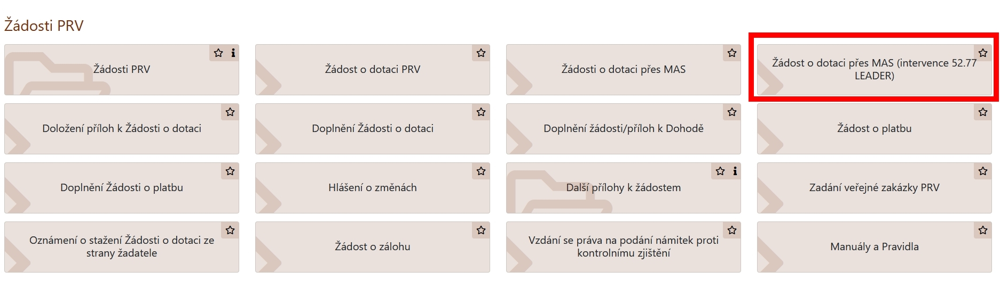 Žádosti PRV
Žádosti PRV
Žádost o dotaci PRV
Žádosti o dotaci přes MAS
Žádost o dotaci přes MAS (intervence 52.77
LEADER)
Doložení příloh k Žádosti o dotaci
Doplnění Žádosti o dotaci
Doplnění žádosti/příloh k Dohodě
Žádost o platbu
Doplnění Žádosti o platbu
Hlášení o změnách
Další přílohy k žádostem
Zadání veřejné zakázky PRV
Oznámení o stažení Žádosti o dotaci ze
strany žadatele
Žádost o zálohu
Vzdání se práva na podání námitek proti
kontrolnímu zjištění
Manuály a Pravidla